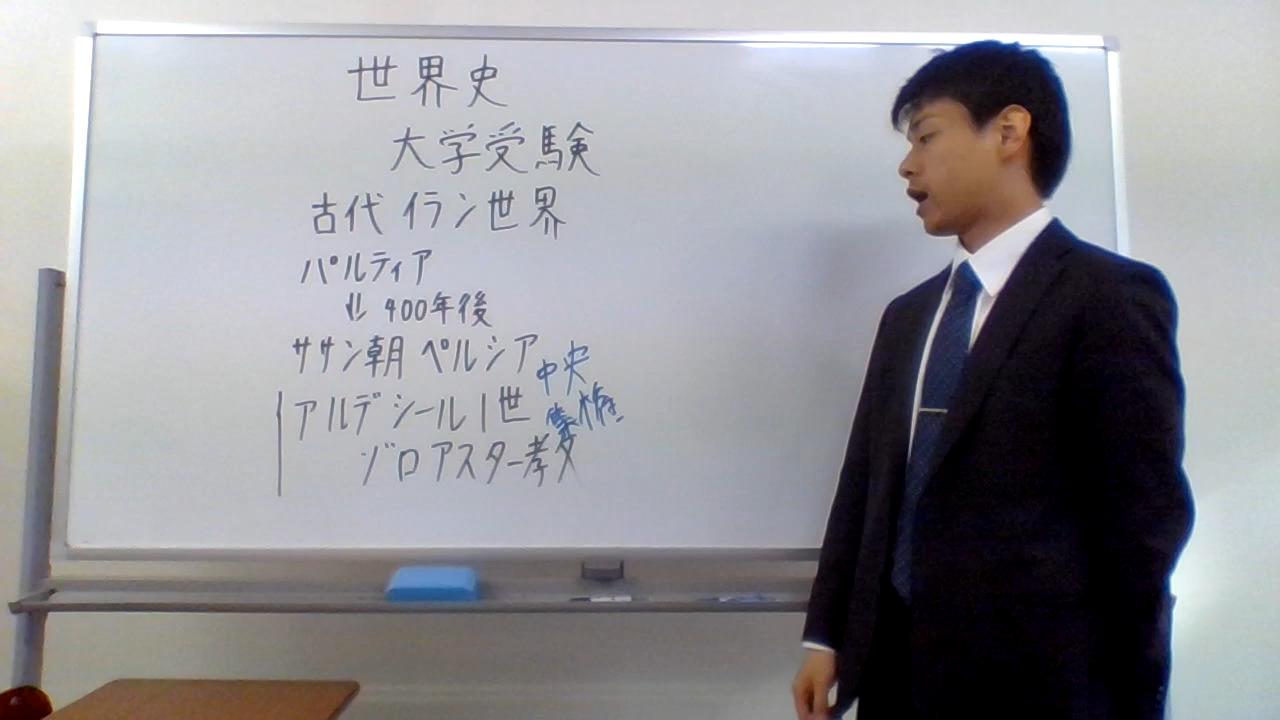 世界史
大学受験
古代イラン世界
パルティア
⇓ 400年後
ササン朝ペルシア
中央
アルデシール1世
集権
ゾロアスター教